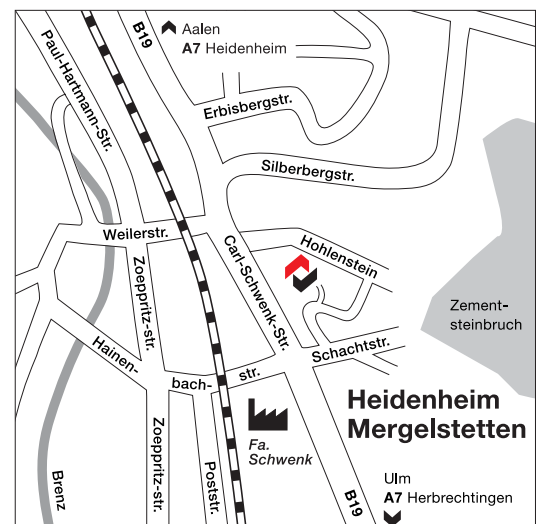 B19
Aalen
A7 Heidenheim
Paul-Hartmann-Str.
Erbisbergstr.
Silberbergstr.
Weilerstr.
Hohlenstein
Carl-Schwenk-Str.
Zoeppritz-str.
Zement-
steinbruch
Hainen-
bach-
str.
Schachtstr.
Heidenheim
Mergelstetten
Fa.
Schwenk
Zoeppritz-str.
Poststr.
Brenz
B19
Ulm
A7 Herbrechtingen